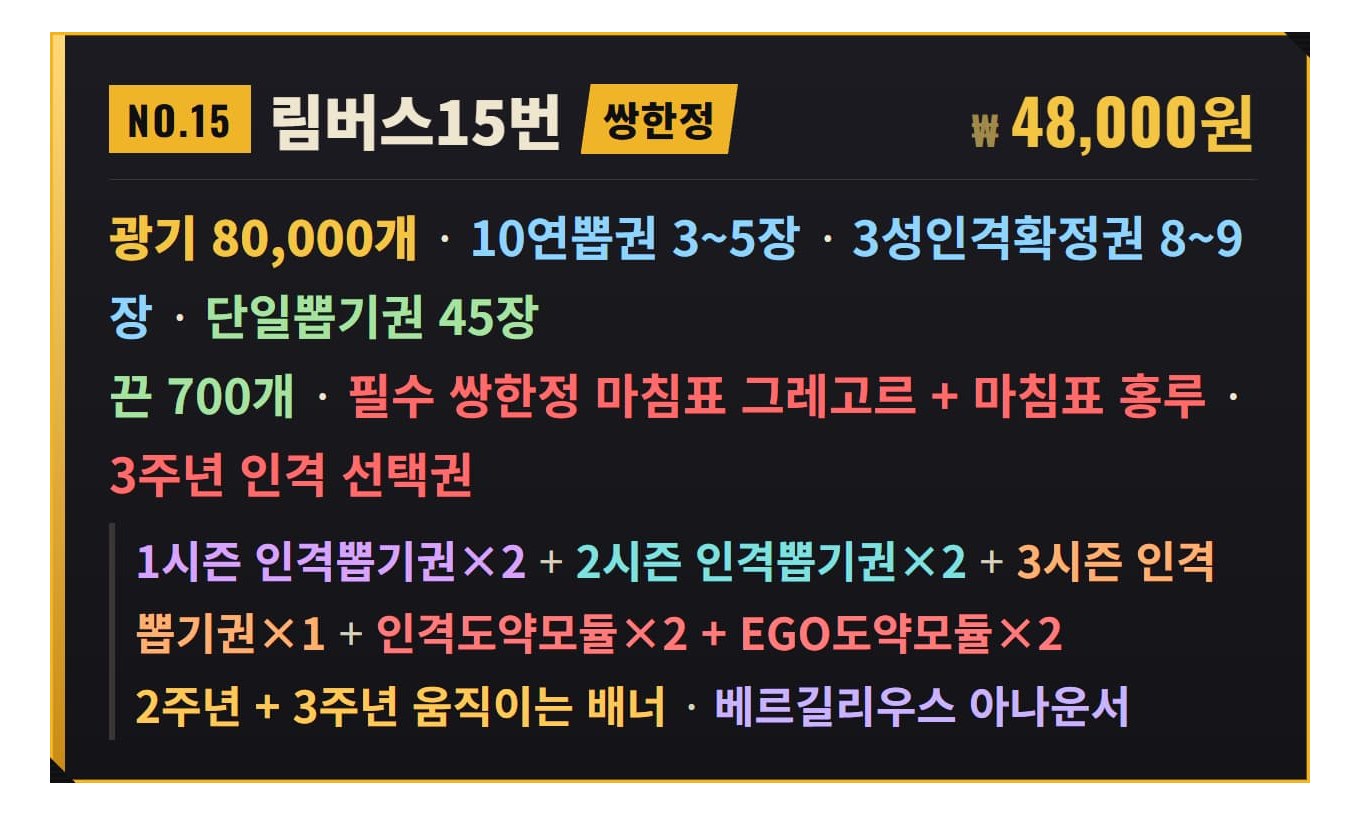 NO.15 림버스15번 쌍한정 ₩ 48,000원
광기 80,000개 · 10연뽑권 3~5장 · 3성인격확정권 8~9
장 · 단일뽑기권 45장
끈 700개 · 필수 쌍한정 마침표 그레고르 + 마침표 홍루 ·
3주년 인격 선택권
1시즌 인격뽑기권×2 + 2시즌 인격뽑기권×2 + 3시즌 인격
뽑기권×1 + 인격도약모듈×2 + EGO도약모듈×2
2주년 + 3주년 움직이는 배너 · 베르길리우스 아나운서